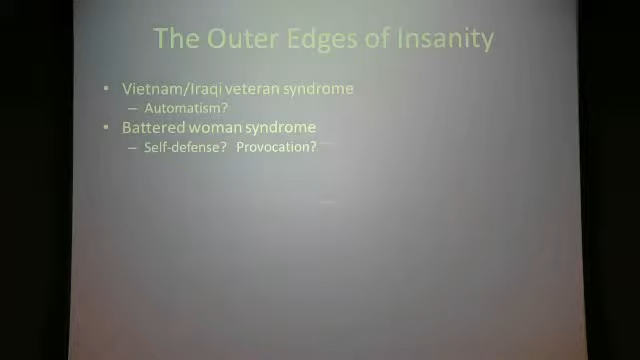 The Outer Edges of Insanity
• Vietnam/Iraqi veteran syndrome
– Automatism?
• Battered woman syndrome
– Self-defense? Provocation?